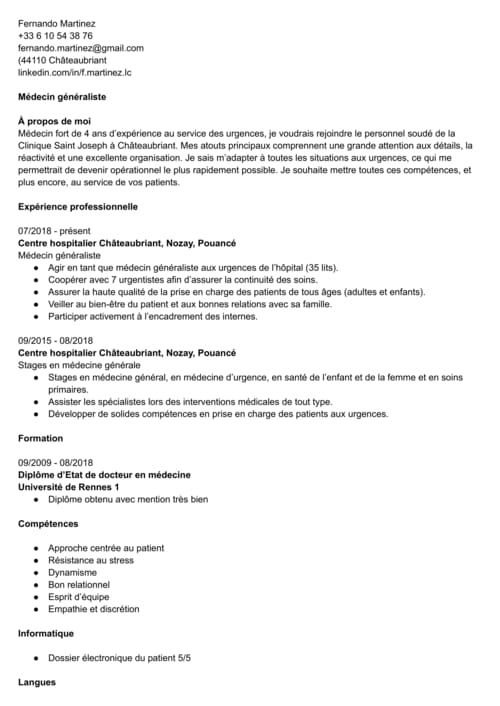 Fernando Martinez
+33 6 10 54 38 76
fernando.martinez@gmail.com
(44110 Châteaubriant
linkedin.com/in/f.martinez.lc
Médecin généraliste
À propos de moi
Médecin fort de 4 ans d'expérience au service des urgences, je voudrais rejoindre le personnel soudé de la
Clinique Saint Joseph á Châteaubriant. Mes atouts principaux comprennent une grande attention aux détails, la
réactivité et une excellente organisation. Je sais m'adapter à toutes les situations aux urgences, ce qui me
permettrait de devenir opérationnel le plus rapidement possible. Je souhaite mettre toutes ces compétences, et
plus encore, au service de vos patients.
Expérience professionnelle
07/2018 - présent
Centre hospitalier Châteaubriant, Nozay, Pouancé
Médecin généraliste
● Agir en tant que médecin généraliste aux urgences de l'hôpital (35 lits).
● Coopérer avec 7 urgentistes afin d'assurer la continuité des soins.
● Assurer la haute qualité de la prise en charge des patients de tous âges (adultes et enfants).
● Veiller au bien-être du patient et aux bonnes relations avec sa famille.
● Participer activement à l'encadrement des internes.
09/2015 - 08/2018
Centre hospitalier Châteaubriant, Nozay, Pouancé
Stages en médecine générale
● Stages en médecine général, en médecine d'urgence, en santé de l'enfant et de la femme et en soins
primaires.
● Assister les spécialistes lors des interventions médicales de tout type.
● Développer de solides compétences en prise en charge des patients aux urgences.
Formation
09/2009 - 08/2018
Diplôme d'Etat de docteur en médecine
Université de Rennes 1
● Diplôme obtenu avec mention très bien
Compétences
● Approche centrée au patient
● Résistance au stress
● Dynamisme
● Bon relationnel
● Esprit d'équipe
● Empathie et discrétion
Informatique
● Dossier électronique du patient 5/5
Langues